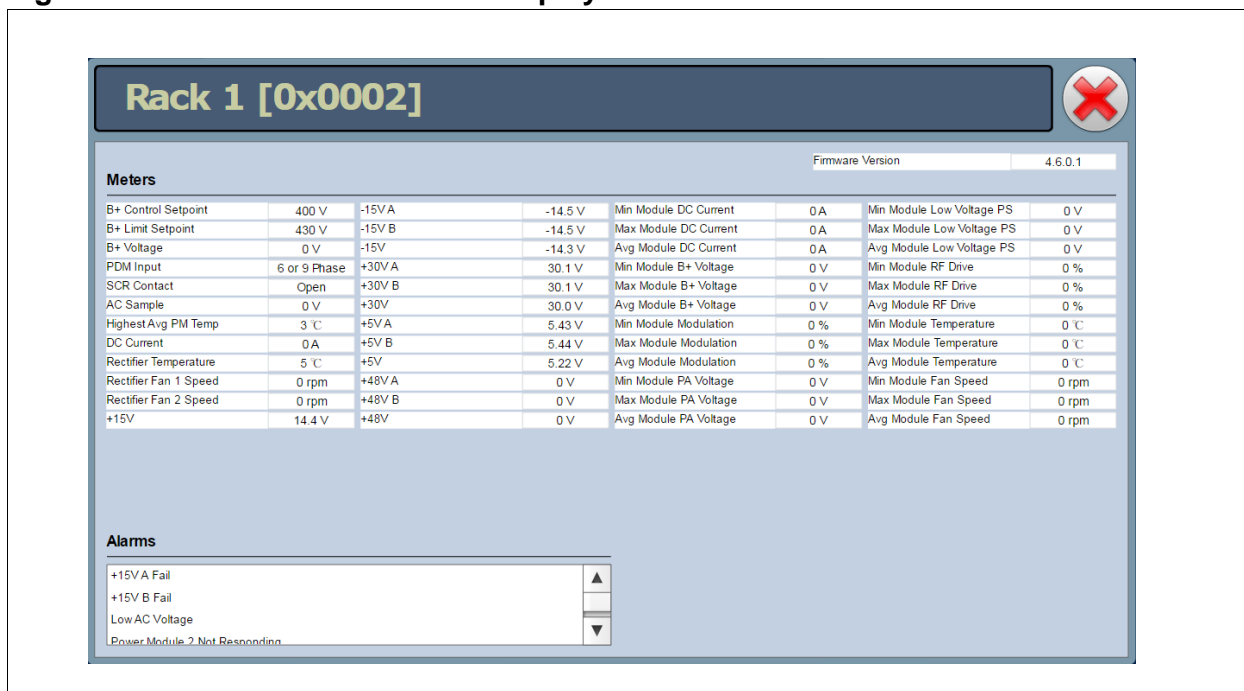 Rack 1 [0x0002]
Firmware Version 4.6.0.1
Meters
B+ Control Setpoint 400 V -15V A -14.5 V Min Module DC Current 0 A Min Module Low Voltage PS 0 V
B+ Limit Setpoint 430 V -15V B -14.5 V Max Module DC Current 0 A Max Module Low Voltage PS 0 V
B+ Voltage 0 V -15V -14.3 V Avg Module DC Current 0 A Avg Module Low Voltage PS 0 V
PDM Input 6 or 9 Phase +30V A 30.1 V Min Module B+ Voltage 0 V Min Module RF Drive 0 %
SCR Contact Open +30V B 30.1 V Max Module B+ Voltage 0 V Max Module RF Drive 0 %
AC Sample 0 V +30V 30.0 V Avg Module B+ Voltage 0 V Avg Module RF Drive 0 %
Highest Avg PM Temp 3 °C +5V A 5.43 V Min Module Modulation 0 % Min Module Temperature 0 °C
DC Current 0 A +5V B 5.44 V Max Module Modulation 0 % Max Module Temperature 0 °C
Rectifier Temperature 5 °C +5V 5.22 V Avg Module Modulation 0 % Avg Module Temperature 0 °C
Rectifier Fan 1 Speed 0 rpm +48V A 0 V Min Module PA Voltage 0 V Min Module Fan Speed 0 rpm
Rectifier Fan 2 Speed 0 rpm +48V B 0 V Max Module PA Voltage 0 V Max Module Fan Speed 0 rpm
+15V 14.4 V +48V 0 V Avg Module PA Voltage 0 V Avg Module Fan Speed 0 rpm
Alarms
+15V A Fail
+15V B Fail
Low AC Voltage
Power Module 2 Not Responding